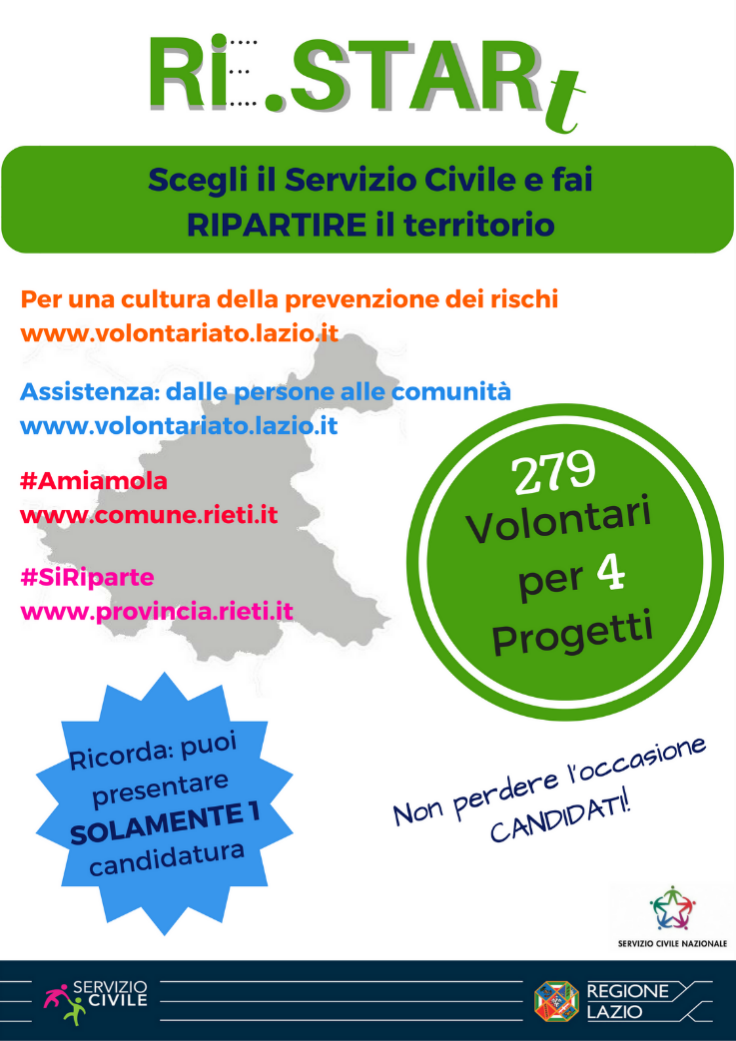 RiE.STARt
Scegli il Servizio Civile e fai
RIPARTIRE il territorio
Per una cultura della prevenzione dei rischi
www.volontariato.lazio.it
Assistenza: dalle persone alle comunità
www.volontariato.lazio.it
#Amiamola
www.comune.rieti.it
#SiRiparte
www.provincia.rieti.it
279
Volontari
per 4
Progetti
Ricorda: puoi
presentare
SOLAMENTE 1
candidatura
Non perdere l'occasione
CANDIDATI!
SERVIZIO CIVILE NAZIONALE
SERVIZIO
CIVILE
REGIONE
LAZIO